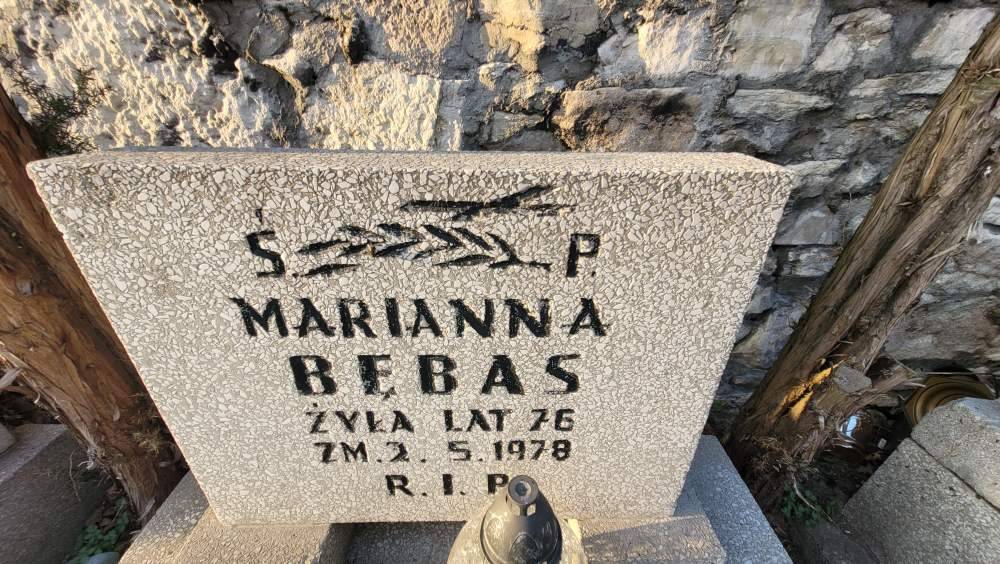 Ś. P.
MARIANNA
BĘBAS
ŻYŁA LAT 76
ZM. 2. 5. 1978
R. I. P.